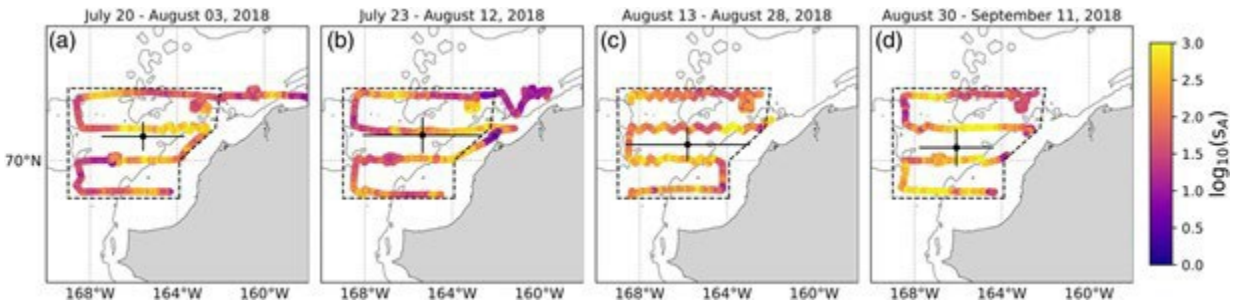 July 20 - August 03, 2018
July 23 - August 12, 2018
August 13 - August 28, 2018
August 30 - September 11, 2018
(a)
(b)
(c)
(d)
70°N
168°W 164°W 160°W
168°W 164°W 160°W
168°W 164°W 160°W
168°W 164°W 160°W
3.0
2.5
2.0
1.5
1.0
0.5
0.0
log₁₀(s_A)